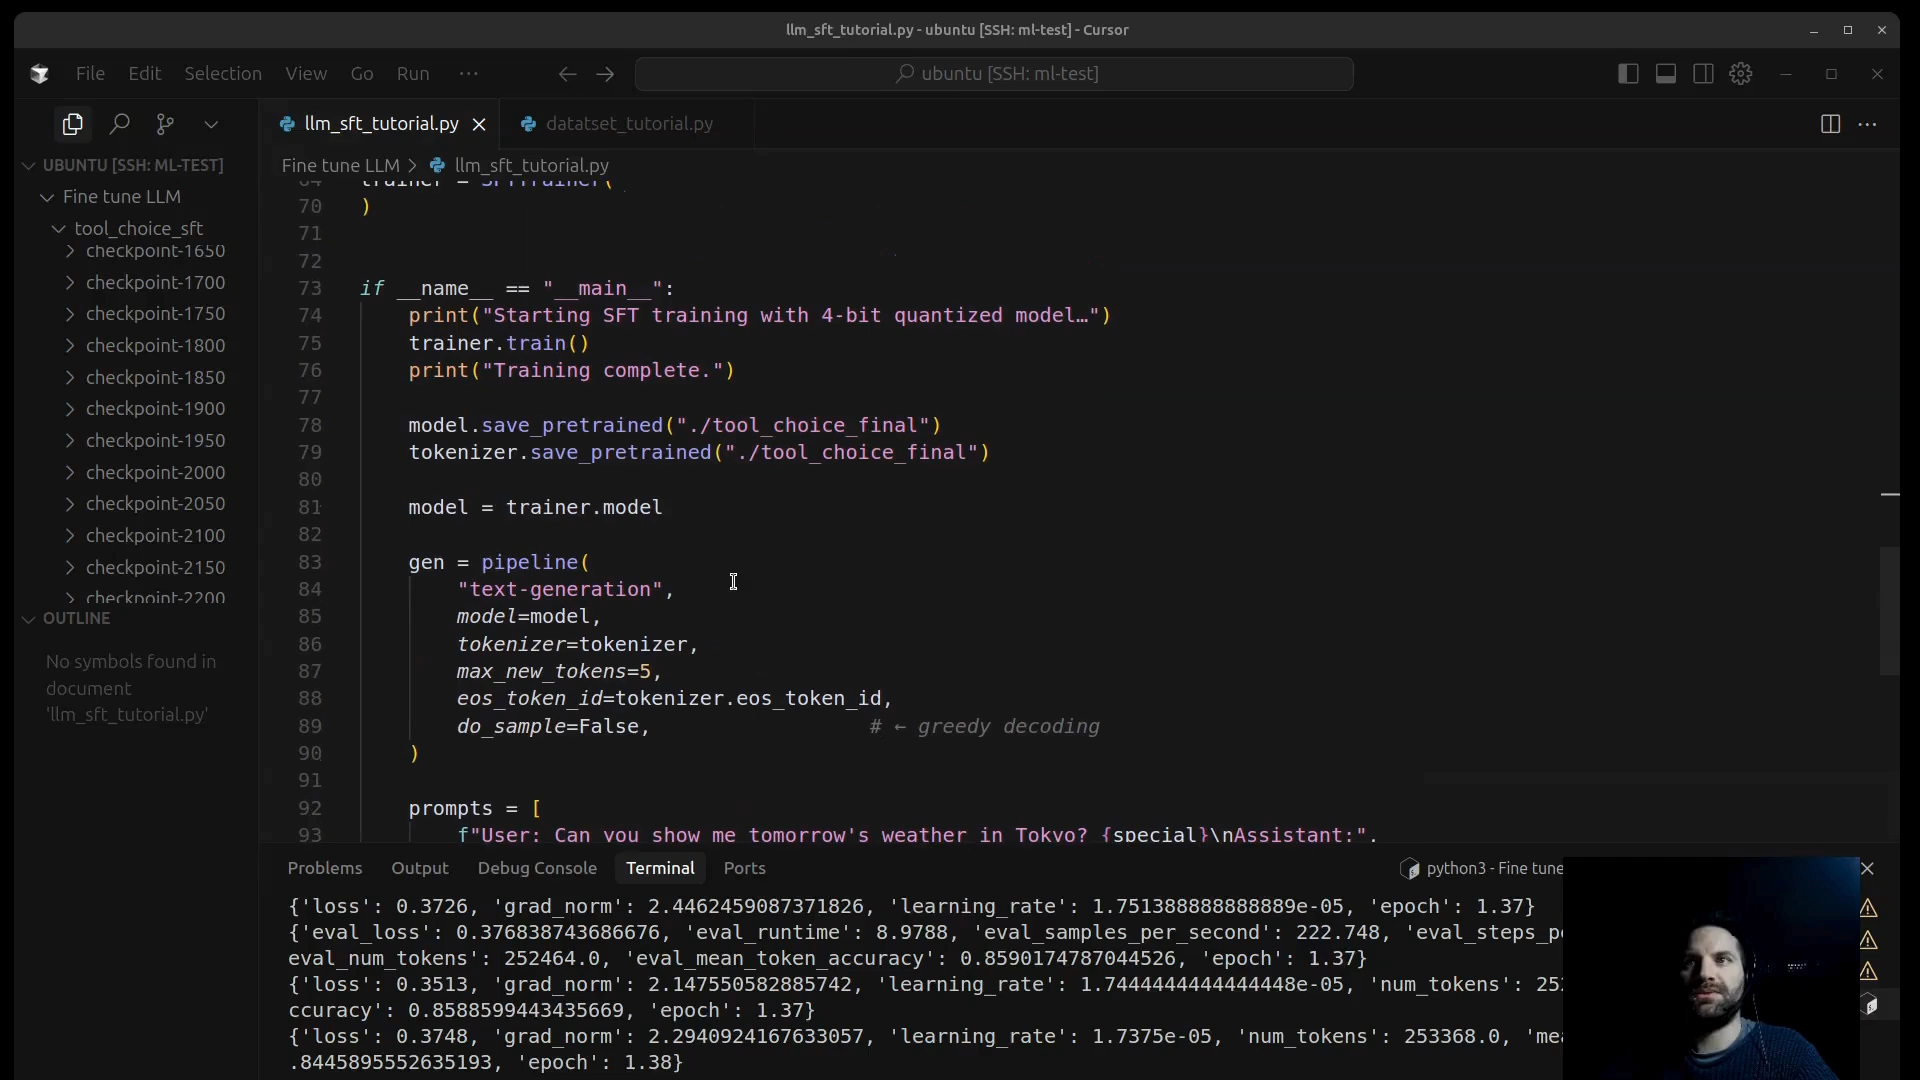 llm_sft_tutorial.py - ubuntu [SSH: ml-test] - Cursor
File Edit Selection View Go Run ···
ubuntu [SSH: ml-test]
llm_sft_tutorial.py
datatset_tutorial.py
UBUNTU [SSH: ML-TEST]
Fine tune LLM
tool_choice_sft
checkpoint-1650
checkpoint-1700
checkpoint-1750
checkpoint-1800
checkpoint-1850
checkpoint-1900
checkpoint-1950
checkpoint-2000
checkpoint-2050
checkpoint-2100
checkpoint-2150
checkpoint-2200
OUTLINE
No symbols found in
document
'llm_sft_tutorial.py'
Fine tune LLM > llm_sft_tutorial.py
64 trainer = SFTTrainer(
70 )
71
72
73 if __name__ == "__main__":
74 print("Starting SFT training with 4-bit quantized model…")
75 trainer.train()
76 print("Training complete.")
77
78 model.save_pretrained("./tool_choice_final")
79 tokenizer.save_pretrained("./tool_choice_final")
80
81 model = trainer.model
82
83 gen = pipeline(
84 "text-generation",
85 model=model,
86 tokenizer=tokenizer,
87 max_new_tokens=5,
88 eos_token_id=tokenizer.eos_token_id,
89 do_sample=False, # ← greedy decoding
90 )
91
92 prompts = [
93 f"User: Can you show me tomorrow's weather in Tokyo? {special}\nAssistant:",
Problems Output Debug Console Terminal Ports
python3 - Fine tune
{'loss': 0.3726, 'grad_norm': 2.4462459087371826, 'learning_rate': 1.751388888888889e-05, 'epoch': 1.37}
{'eval_loss': 0.376838743686676, 'eval_runtime': 8.9788, 'eval_samples_per_second': 222.748, 'eval_steps_pe
eval_num_tokens': 252464.0, 'eval_mean_token_accuracy': 0.8590174787044526, 'epoch': 1.37}
{'loss': 0.3513, 'grad_norm': 2.147550582885742, 'learning_rate': 1.7444444444444448e-05, 'num_tokens': 252
ccuracy': 0.8588599443435669, 'epoch': 1.37}
{'loss': 0.3748, 'grad_norm': 2.2940924167633057, 'learning_rate': 1.7375e-05, 'num_tokens': 253368.0, 'mea
.8445895552635193, 'epoch': 1.38}